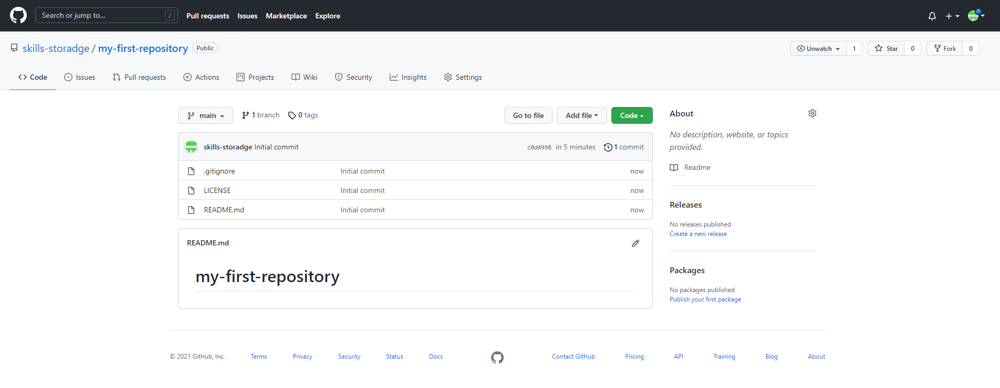 Search or jump to... /
Pull requests Issues Marketplace Explore
skills-storadge / my-first-repository Public
Unwatch 1 Star 0 Fork 0
Code Issues Pull requests Actions Projects Wiki Security Insights Settings
main 1 branch 0 tags
Go to file Add file Code
skills-storadge Initial commit c0d4998 in 5 minutes 1 commit
.gitignore Initial commit now
LICENSE Initial commit now
README.md Initial commit now
README.md
my-first-repository
About
No description, website, or topics
provided.
Readme
Releases
No releases published
Create a new release
Packages
No packages published
Publish your first package
© 2021 GitHub, Inc. Terms Privacy Security Status Docs Contact GitHub Pricing API Training Blog About